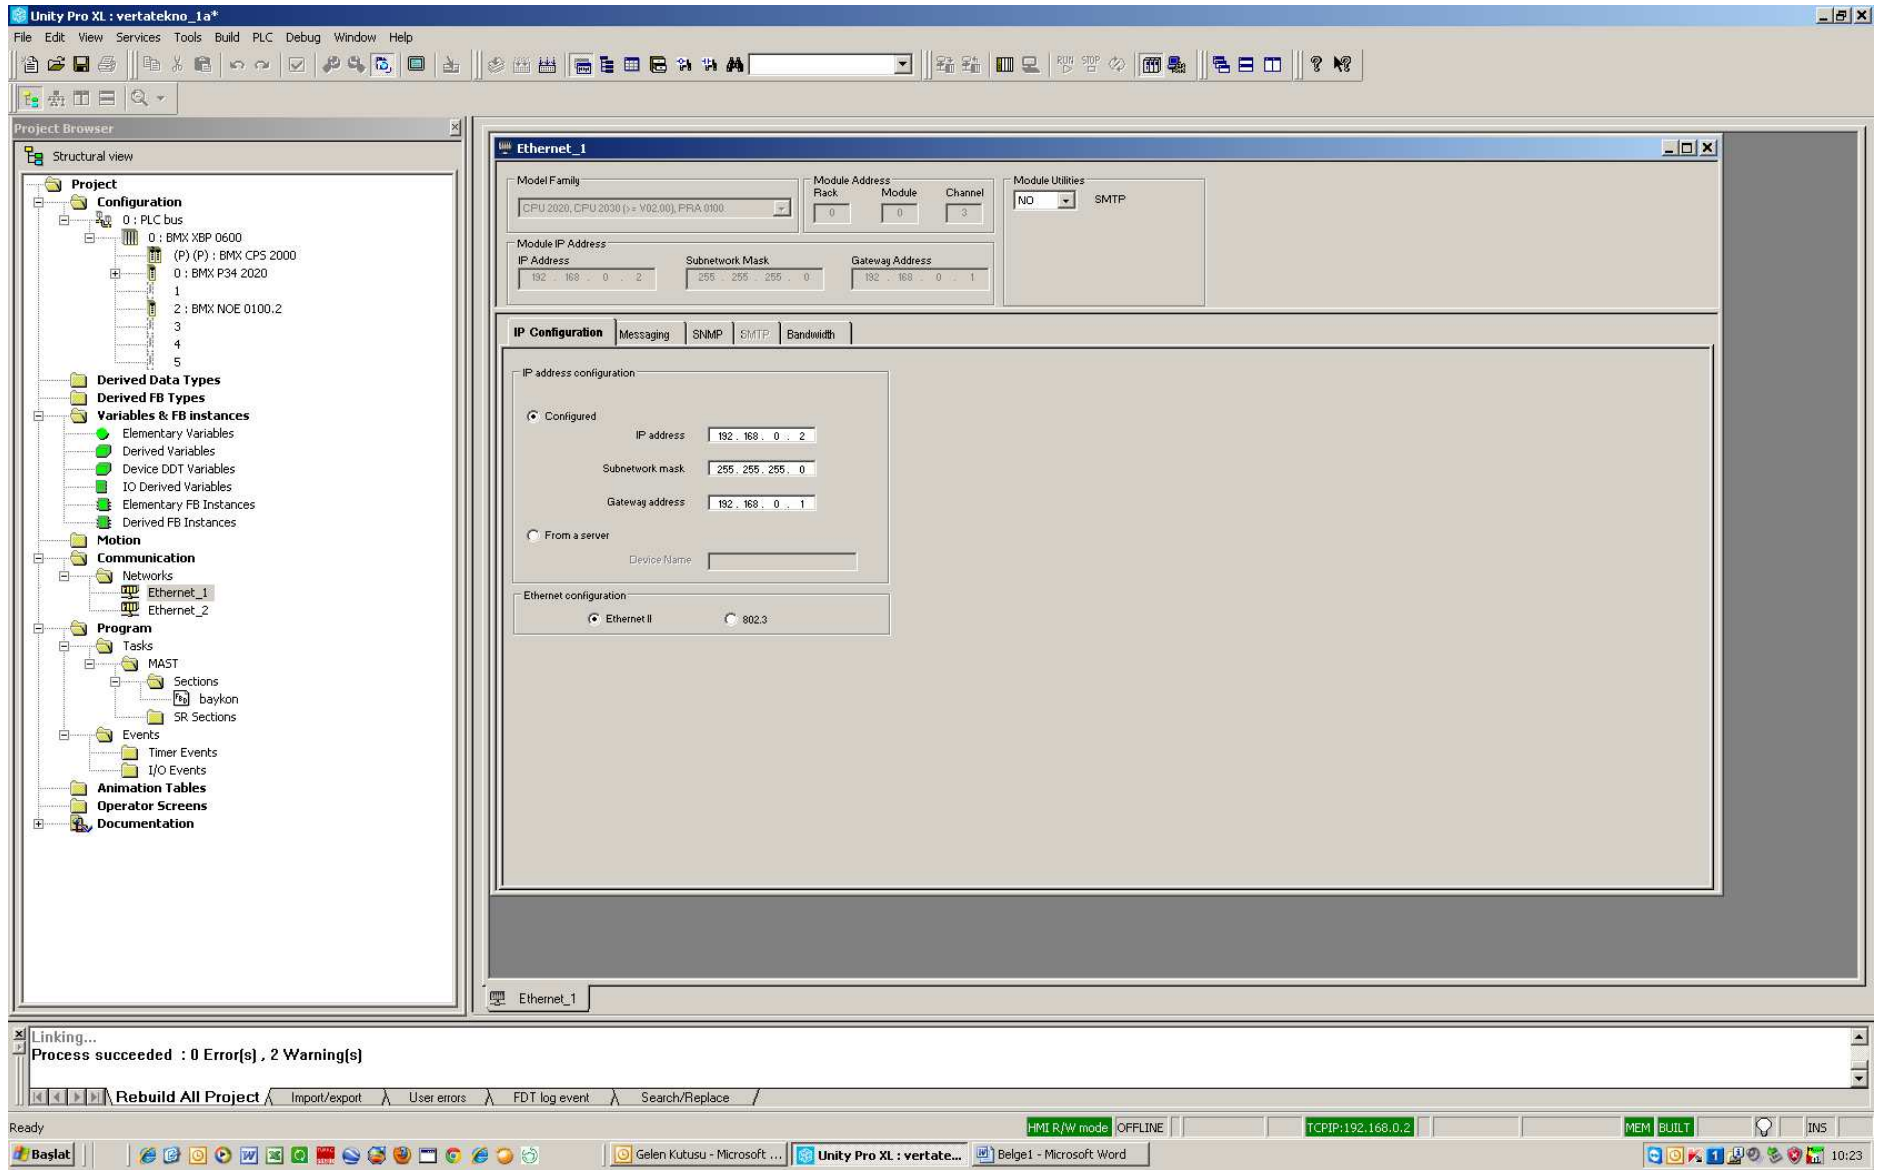 Unity Pro XL : vertatekno_1a*
File Edit View Services Tools Build PLC Debug Window Help
RUN STOP
Project Browser
Structural view
Project
Configuration
0 : PLC bus
0 : BMX XBP 0600
(P) (P) : BMX CPS 2000
0 : BMX P34 2020
1
2 : BMX NOE 0100.2
3
4
5
Derived Data Types
Derived FB Types
Variables & FB instances
Elementary Variables
Derived Variables
Device DDT Variables
IO Derived Variables
Elementary FB Instances
Derived FB Instances
Motion
Communication
Networks
Ethernet_1
Ethernet_2
Program
Tasks
MAST
Sections
baykon
SR Sections
Events
Timer Events
I/O Events
Animation Tables
Operator Screens
Documentation
Ethernet_1
Model Family
CPU 2020, CPU 2030 (>= V02.00), PRA 0100
Module Address
Rack Module Channel
0 0 3
Module Utilities
NO SMTP
Module IP Address
IP Address Subnetwork Mask Gateway Address
192 . 168 . 0 . 2 255 . 255 . 255 . 0 192 . 168 . 0 . 1
IP Configuration Messaging SNMP SMTP Bandwidth
IP address configuration
Configured
IP address 192 . 168 . 0 . 2
Subnetwork mask 255 . 255 . 255 . 0
Gateway address 192 . 168 . 0 . 1
From a server
Device Name
Ethernet configuration
Ethernet II 802.3
Ethernet_1
Linking...
Process succeeded : 0 Error(s) , 2 Warning(s)
Rebuild All Project Import/export User errors FDT log event Search/Replace
Ready HMI R/W mode OFFLINE TCPIP:192.168.0.2 MEM BUILT INS
Başlat Gelen Kutusu - Microsoft ... Unity Pro XL : vertate... Belge1 - Microsoft Word 10:23